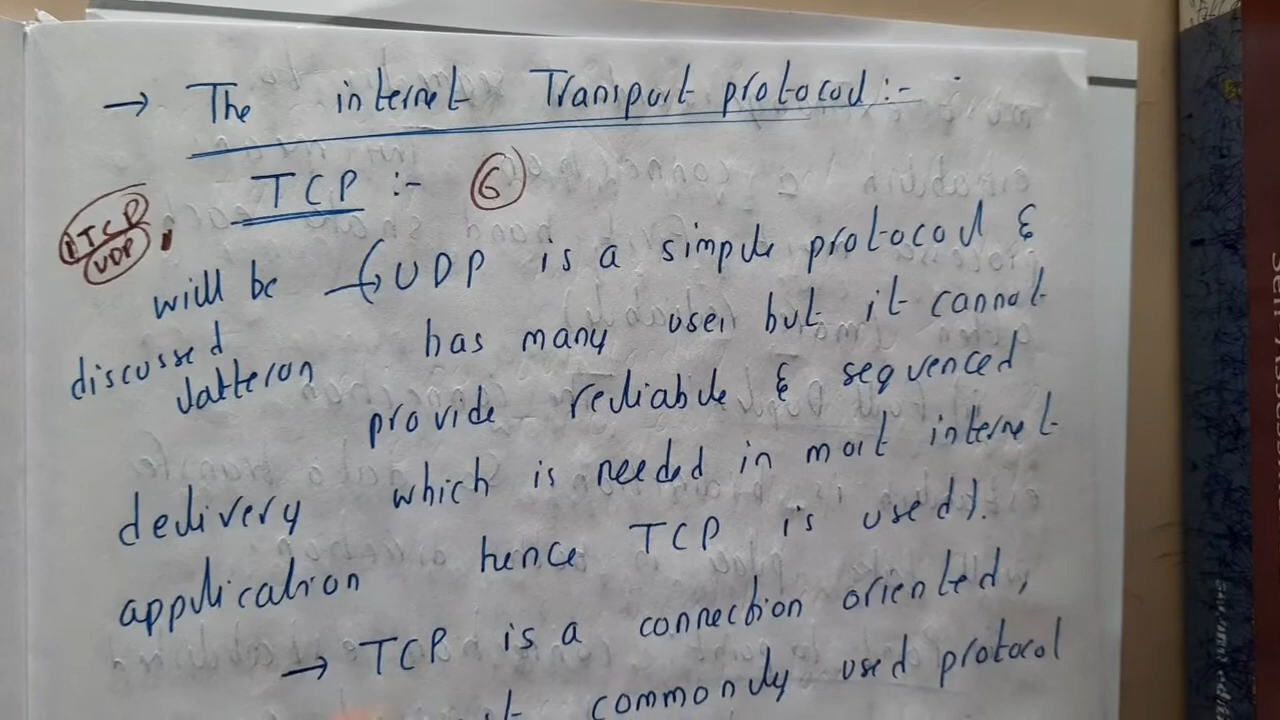 → The internet Transport protocol :-
TCP :- 6
1 TCP
UDP
will be → (UDP is a simple protocol &
discussed has many uses but it cannot
latteron provide reliable & sequenced
delivery which is needed in most internet
application hence TCP is used).
→ TCP is a connection oriented,
commonly used protocol